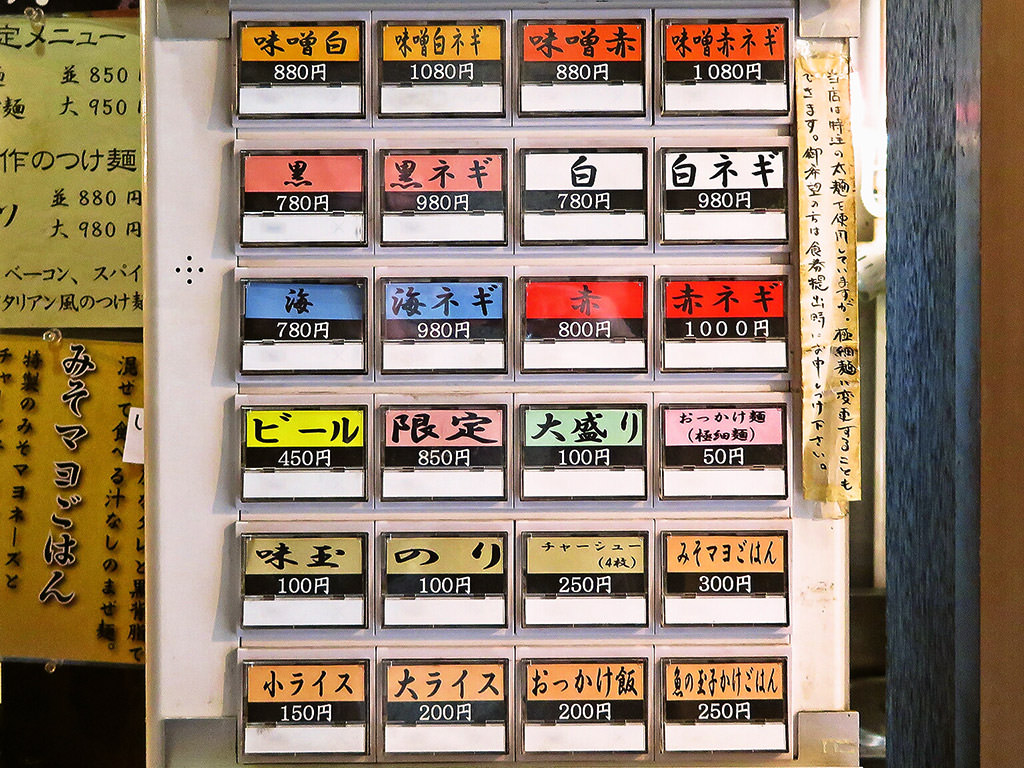 定メニュー
並 850
麺 大 950
作のつけ麺
並 880 円
大 980 円
ベーコン、スパイ
タリアン風のつけ麺
みそマヨごはん
特製のみそマヨネーズと
混ぜて食べる汁なしのまぜ麺。
味噌白
880円
味噌白ネギ
1080円
味噌赤
880円
味噌赤ネギ
1080円
黒
780円
黒ネギ
980円
白
780円
白ネギ
980円
海
780円
海ネギ
980円
赤
800円
赤ネギ
1000円
ビール
450円
限定
850円
大盛り
100円
おっかけ麺
(極細麺)
50円
味玉
100円
のり
100円
チャーシュー
(4枚)
250円
みそマヨごはん
300円
小ライス
150円
大ライス
200円
おっかけ飯
200円
魚の玉子かけごはん
250円
当店は特注の太麺を使用していますが、極細麺に変更することも
できます。御希望の方は食券提出時にお申しつけ下さい。